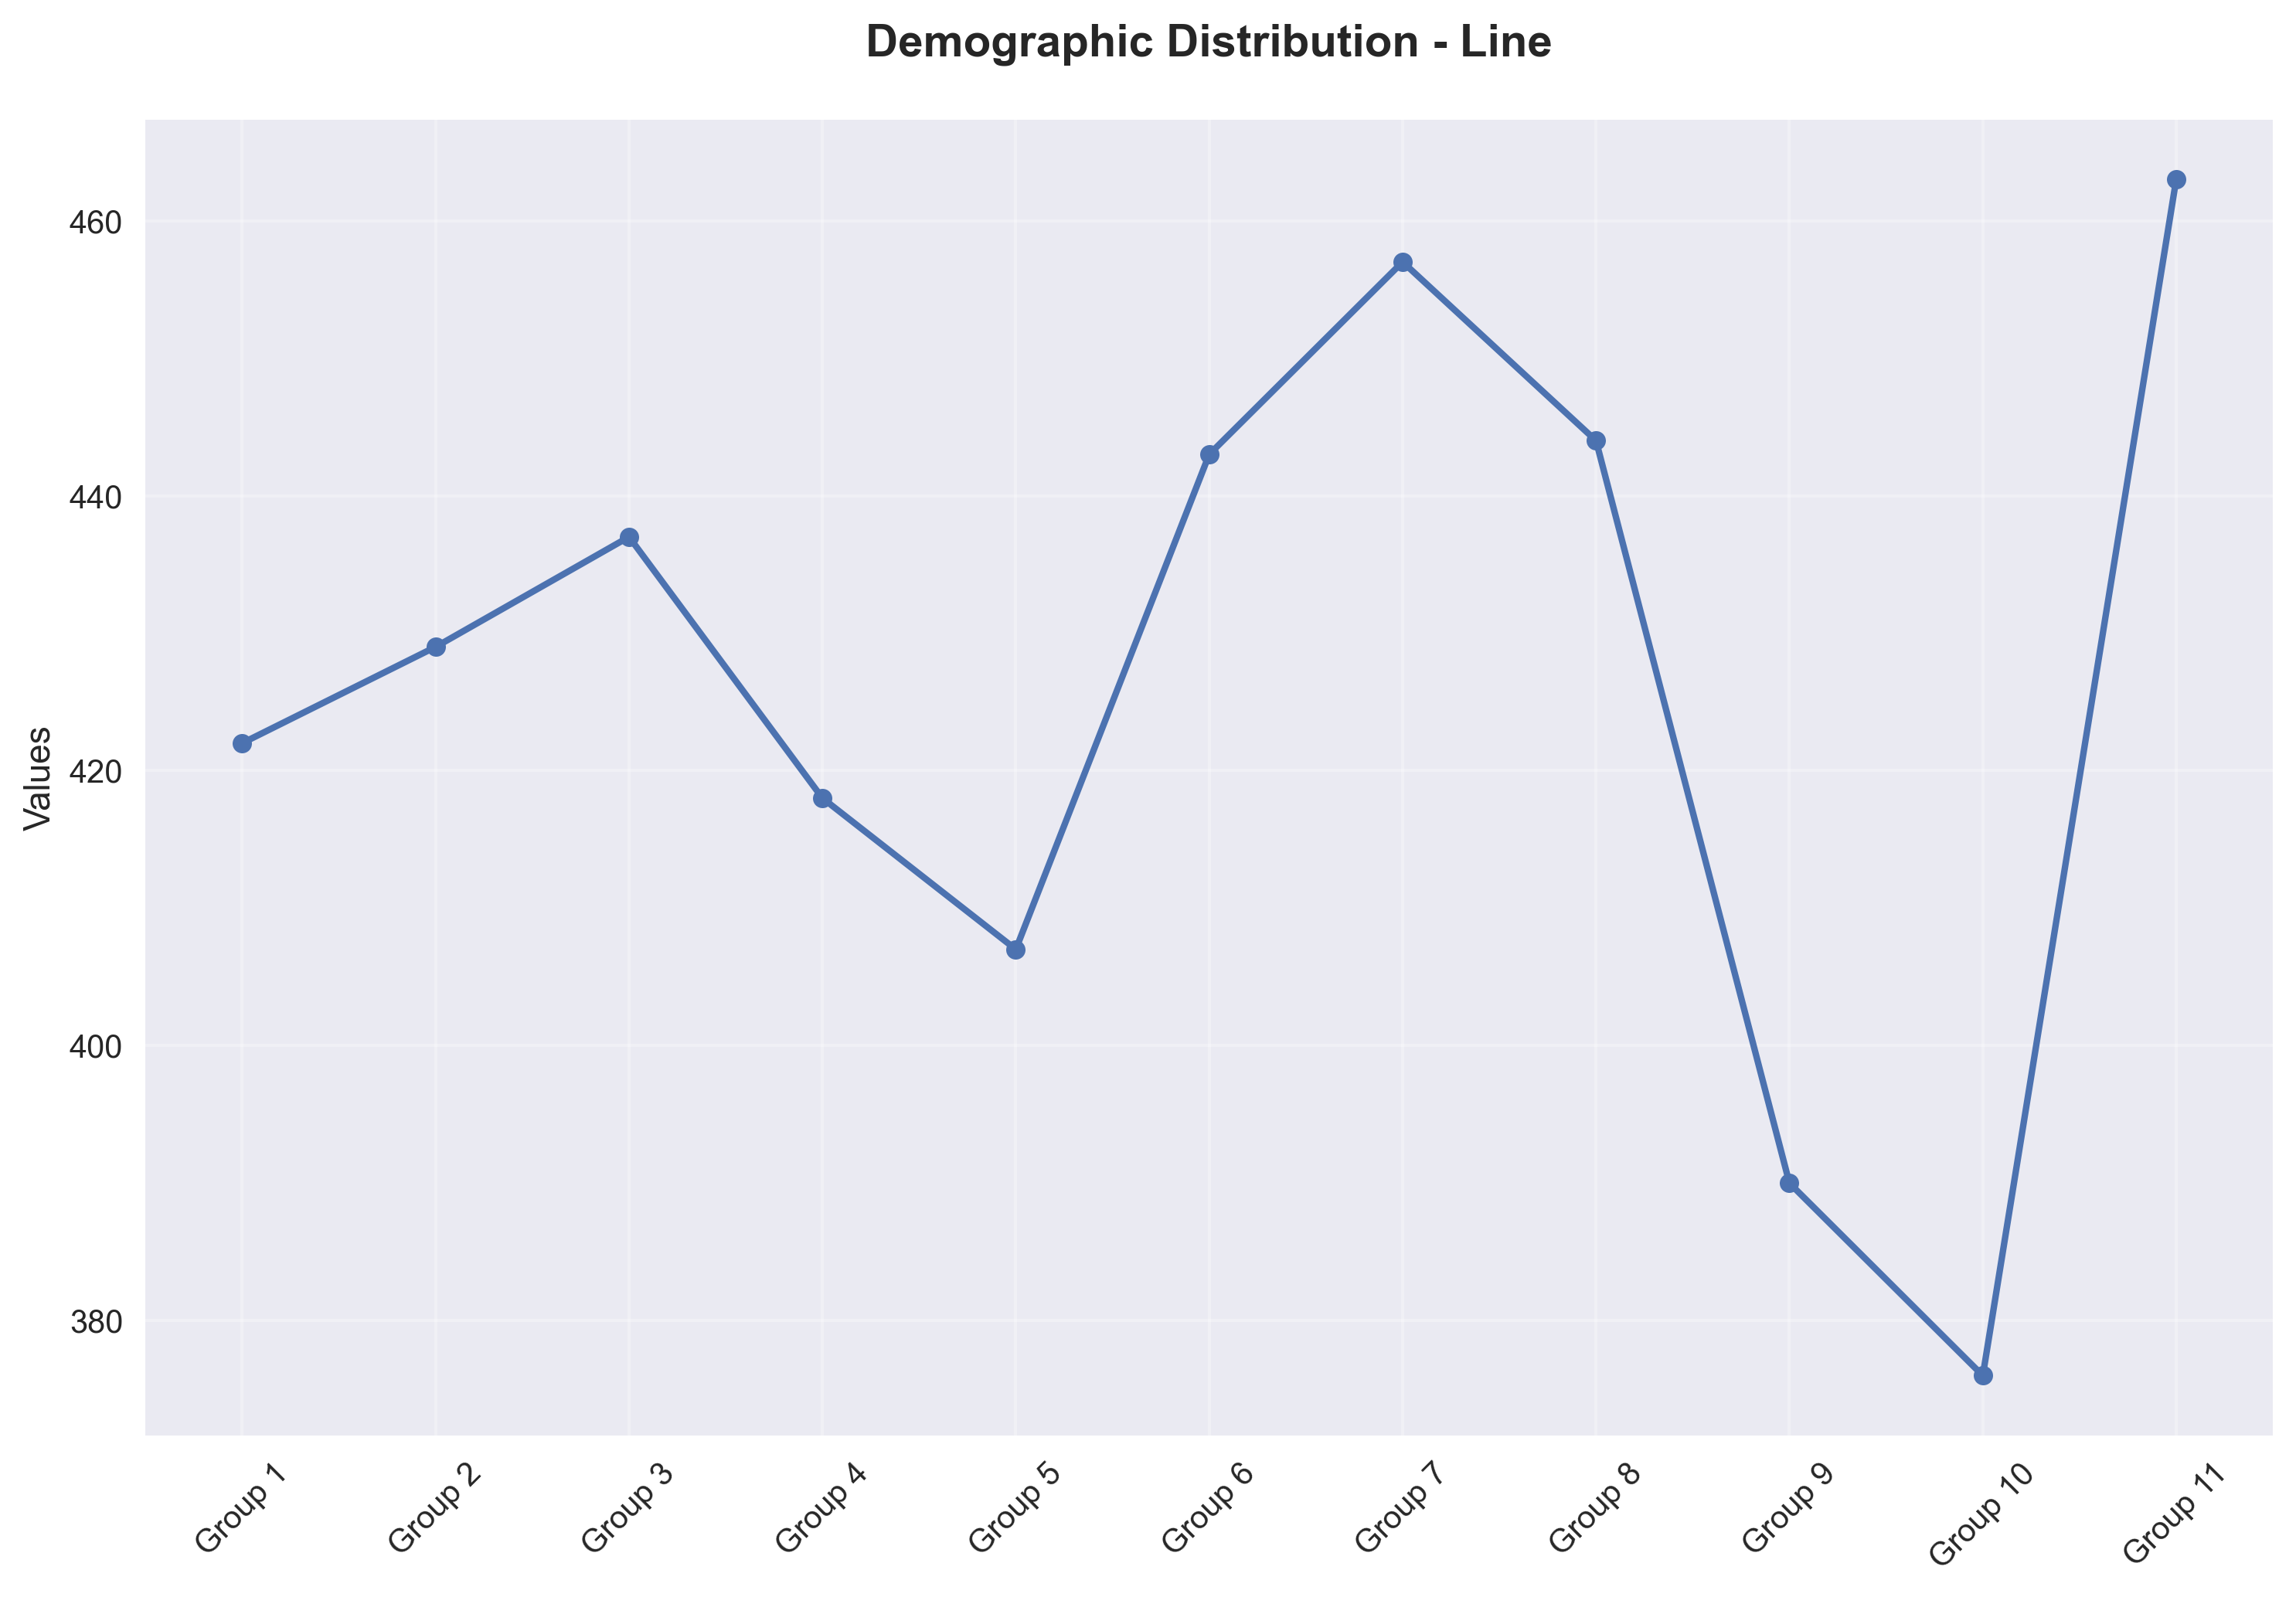 Demographic Distribution - Line
Values
460
440
420
400
380
Group 1
Group 2
Group 3
Group 4
Group 5
Group 6
Group 7
Group 8
Group 9
Group 10
Group 11